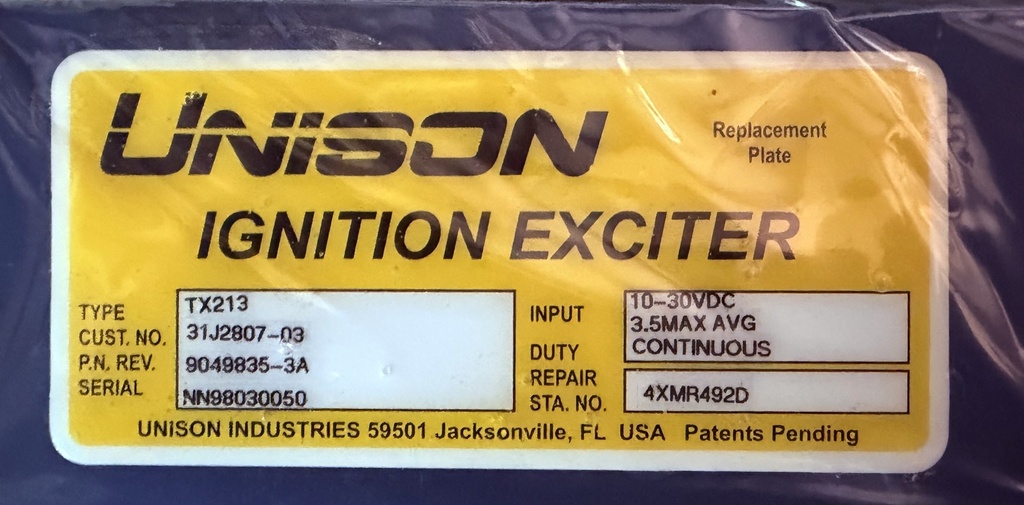 UNISON
Replacement
Plate
IGNITION EXCITER
TYPE TX213
CUST. NO. 31J2807-03
P.N. REV. 9049835-3A
SERIAL NN98030050
INPUT 10-30VDC
3.5MAX AVG
DUTY CONTINUOUS
REPAIR
STA. NO. 4XMR492D
UNISON INDUSTRIES 59501 Jacksonville, FL USA Patents Pending